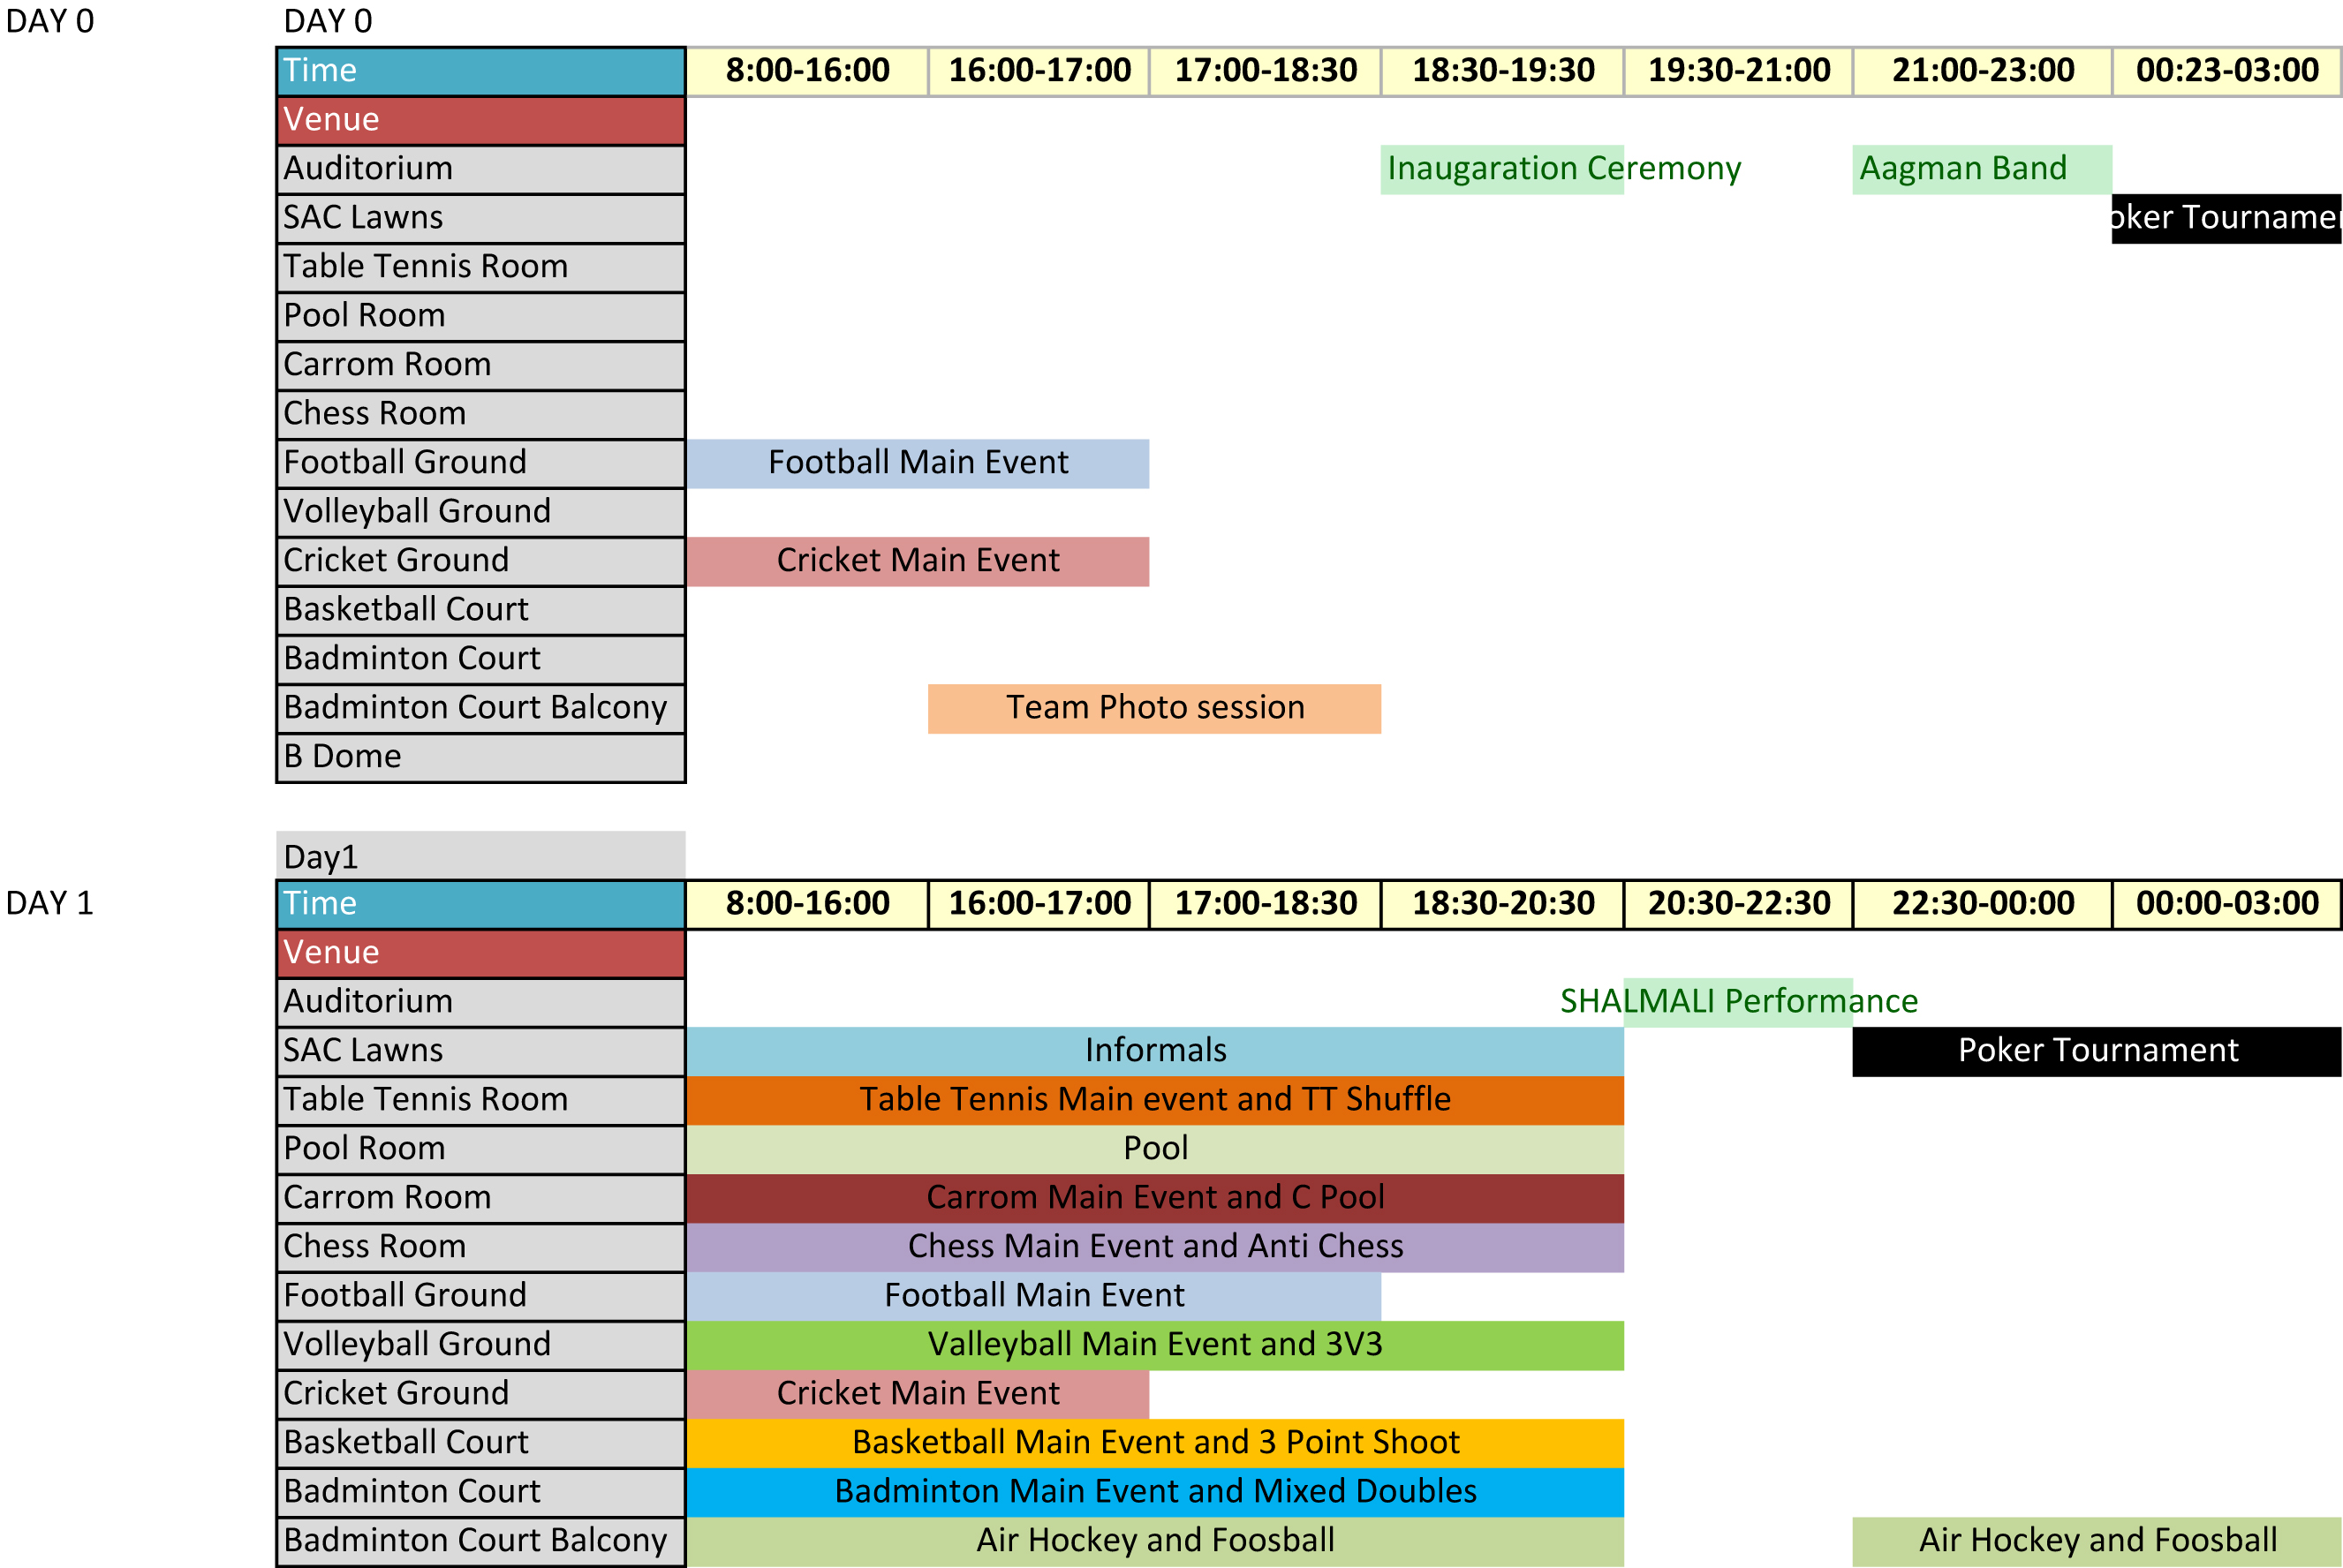 DAY 0 DAY 0
Time 8:00-16:00 16:00-17:00 17:00-18:30 18:30-19:30 19:30-21:00 21:00-23:00 00:23-03:00
Venue
Auditorium Inaugaration Ceremony Aagman Band
SAC Lawns oker Tournamer
Table Tennis Room
Pool Room
Carrom Room
Chess Room
Football Ground Football Main Event
Volleyball Ground
Cricket Ground Cricket Main Event
Basketball Court
Badminton Court
Badminton Court Balcony Team Photo session
B Dome
Day1
DAY 1 Time 8:00-16:00 16:00-17:00 17:00-18:30 18:30-20:30 20:30-22:30 22:30-00:00 00:00-03:00
Venue
Auditorium SHALMALI Performance
SAC Lawns Informals Poker Tournament
Table Tennis Room Table Tennis Main event and TT Shuffle
Pool Room Pool
Carrom Room Carrom Main Event and C Pool
Chess Room Chess Main Event and Anti Chess
Football Ground Football Main Event
Volleyball Ground Valleyball Main Event and 3V3
Cricket Ground Cricket Main Event
Basketball Court Basketball Main Event and 3 Point Shoot
Badminton Court Badminton Main Event and Mixed Doubles
Badminton Court Balcony Air Hockey and Foosball Air Hockey and Foosball